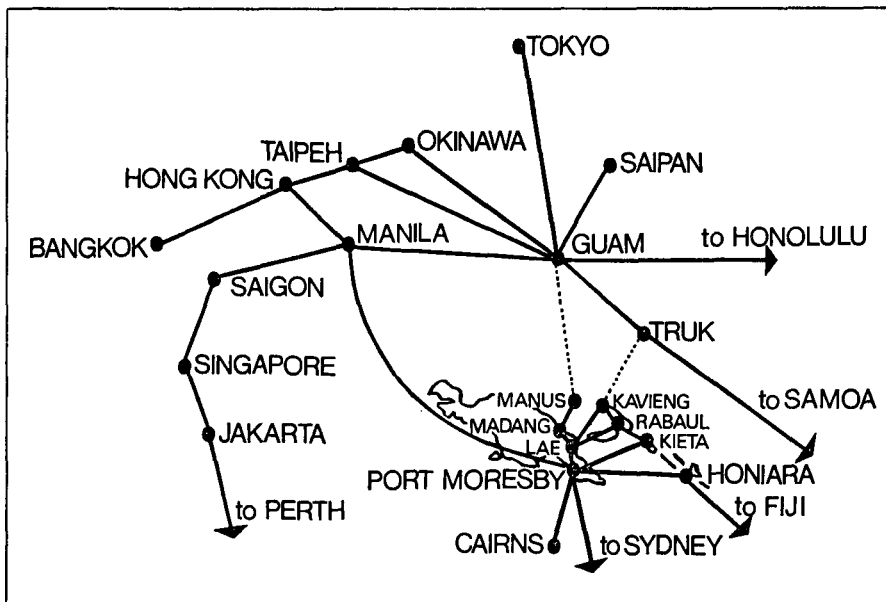 TOKYO
OKINAWA
TAIPEH
SAIPAN
HONG KONG
BANGKOK
MANILA
GUAM
to HONOLULU
SAIGON
TRUK
SINGAPORE
MANUS
KAVIENG
to SAMOA
MADANG
RABAUL
JAKARTA
LAE
KIETA
PORT MORESBY
HONIARA
to PERTH
to FIJI
CAIRNS
to SYDNEY